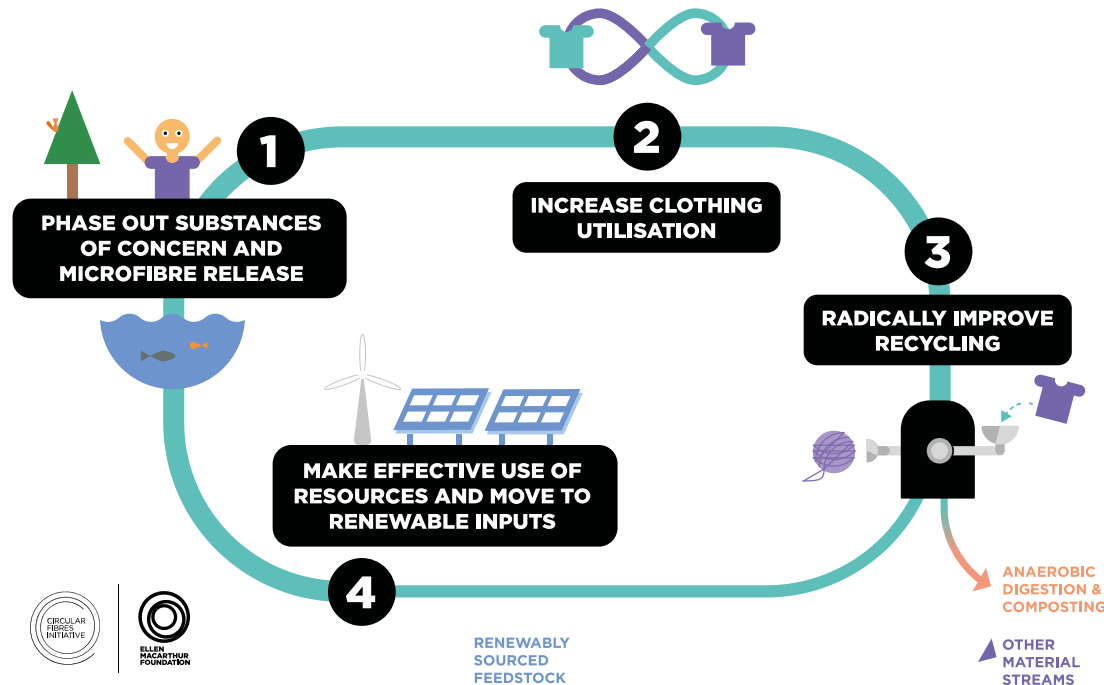 1
PHASE OUT SUBSTANCES
OF CONCERN AND
MICROFIBRE RELEASE
2
INCREASE CLOTHING
UTILISATION
3
RADICALLY IMPROVE
RECYCLING
MAKE EFFECTIVE USE OF
RESOURCES AND MOVE TO
RENEWABLE INPUTS
4
ANAEROBIC
DIGESTION &
COMPOSTING
RENEWABLY
SOURCED
FEEDSTOCK
OTHER
MATERIAL
STREAMS
CIRCULAR
FIBRES
INITIATIVE
ELLEN
MACARTHUR
FOUNDATION